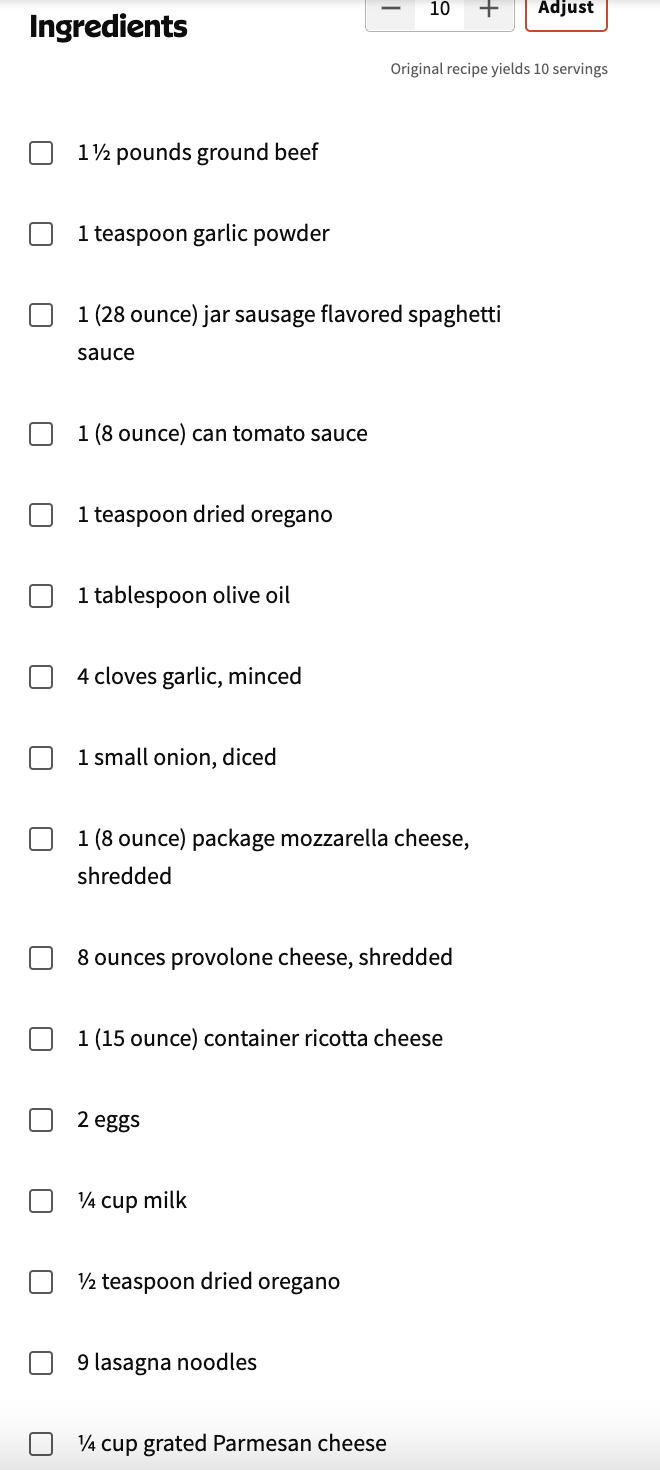 Ingredients
10
Adjust
Original recipe yields 10 servings
1½ pounds ground beef
1 teaspoon garlic powder
1 (28 ounce) jar sausage flavored spaghetti
sauce
1 (8 ounce) can tomato sauce
1 teaspoon dried oregano
1 tablespoon olive oil
4 cloves garlic, minced
1 small onion, diced
1 (8 ounce) package mozzarella cheese,
shredded
8 ounces provolone cheese, shredded
1 (15 ounce) container ricotta cheese
2 eggs
¼ cup milk
½ teaspoon dried oregano
9 lasagna noodles
¼ cup grated Parmesan cheese